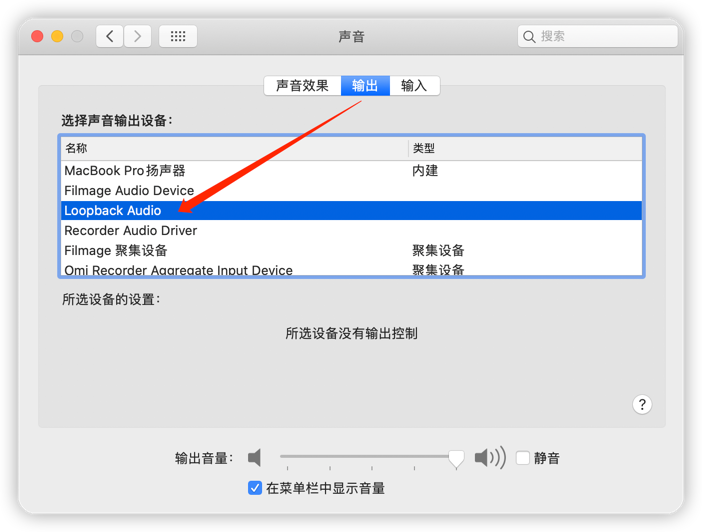 声音
搜索
声音效果 输出 输入
选择声音输出设备：
名称 类型
MacBook Pro扬声器 内建
Filmage Audio Device
Loopback Audio
Recorder Audio Driver
Filmage 聚集设备 聚集设备
Omi Recorder Aggregate Input Device 聚集设备
所选设备的设置：
所选设备没有输出控制
?
输出音量： 静音
在菜单栏中显示音量